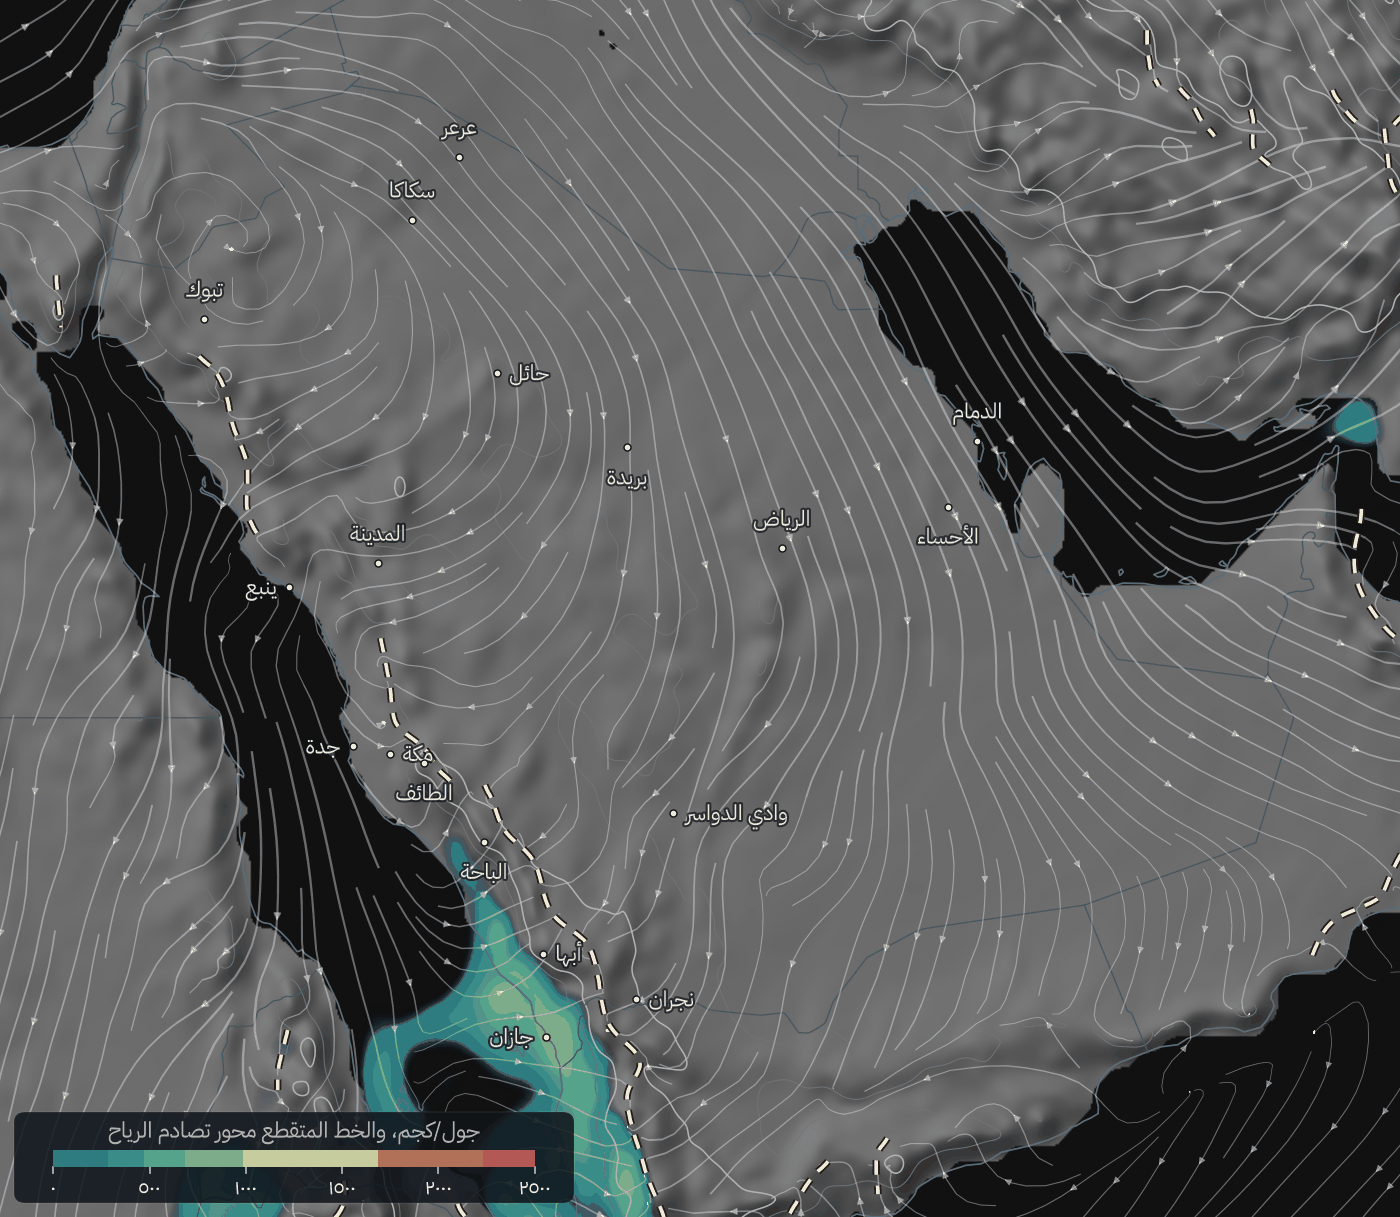 عرعر
سكاكا
تبوك
حائل
الدمام
بريدة
الرياض
المدينة
الأحساء
ينبع
جدة
مكة
الطائف
وادي الدواسر
الباحة
أبها
نجران
جازان
جول/كجم، والخط المتقطع محور تصادم الرياح
٠ ٥٠٠ ١٠٠٠ ١٥٠٠ ٢٠٠٠ ٢٥٠٠